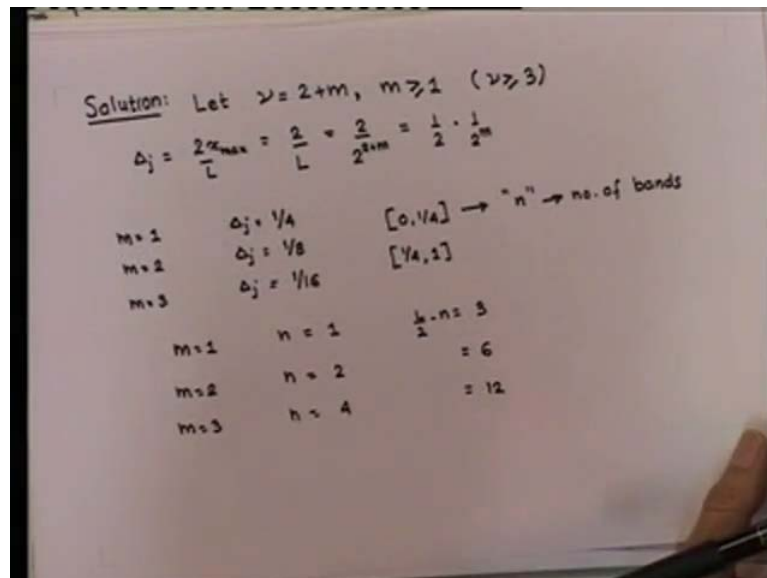 Solution: Let ν = 2+m, m ≥ 1 (ν ≥ 3)
Δj = 2xmax/L = 2/L = 2/2^(2+m) = 1/2 · 1/2^m
m = 1 Δj = 1/4 [0, 1/4] → "n" → no. of bands
m = 2 Δj = 1/8 [1/4, 1]
m = 3 Δj = 1/16
m = 1 n = 1 L/2 - n = 3
m = 2 n = 2 = 6
m = 3 n = 4 = 12